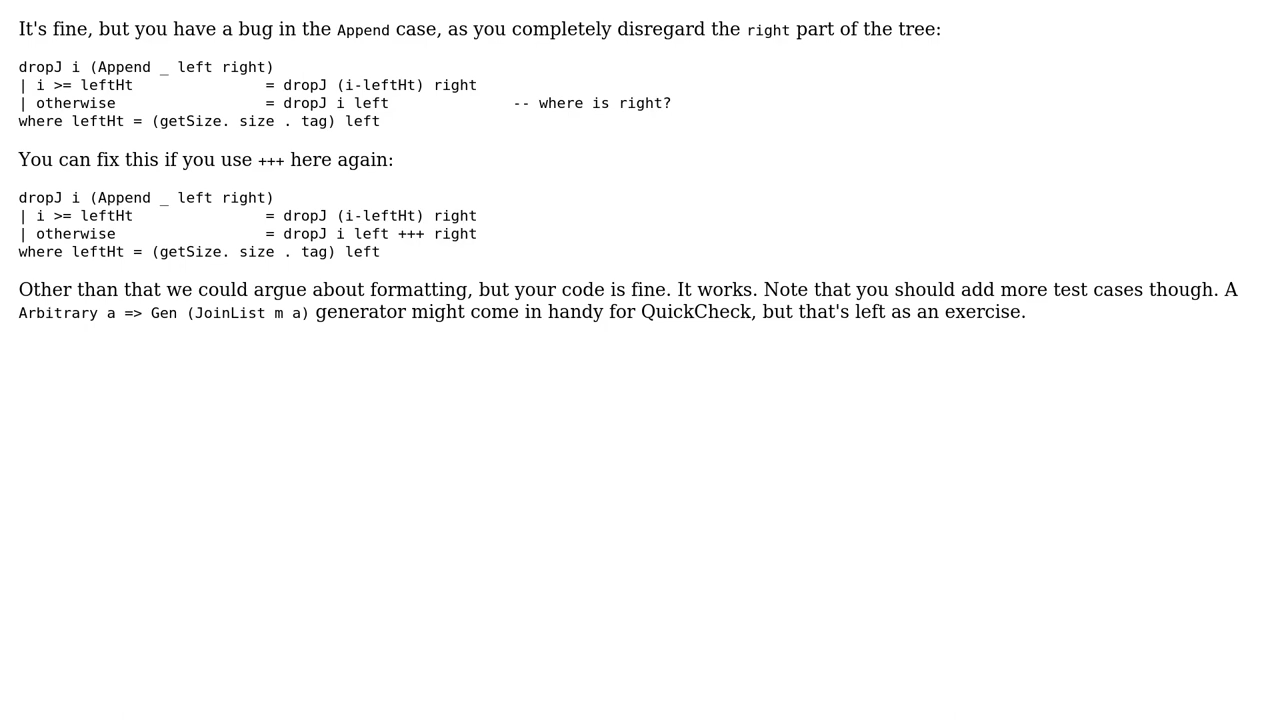 It's fine, but you have a bug in the Append case, as you completely disregard the right part of the tree:
dropJ i (Append _ left right)
| i >= leftHt               = dropJ (i-leftHt) right
| otherwise                 = dropJ i left              -- where is right?
where leftHt = (getSize. size . tag) left
You can fix this if you use +++ here again:
dropJ i (Append _ left right)
| i >= leftHt               = dropJ (i-leftHt) right
| otherwise                 = dropJ i left +++ right
where leftHt = (getSize. size . tag) left
Other than that we could argue about formatting, but your code is fine. It works. Note that you should add more test cases though. A
Arbitrary a => Gen (JoinList m a) generator might come in handy for QuickCheck, but that's left as an exercise.